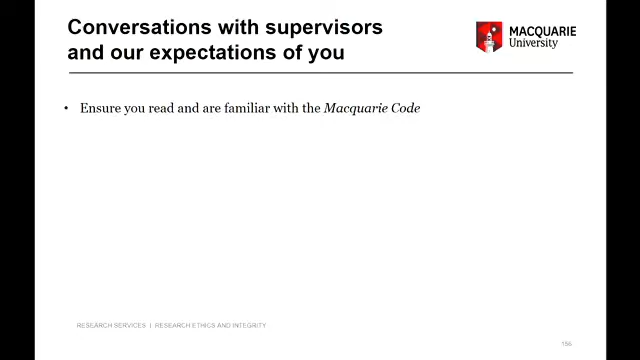 Conversations with supervisors
and our expectations of you
MACQUARIE
University
• Ensure you read and are familiar with the Macquarie Code
RESEARCH SERVICES | RESEARCH ETHICS AND INTEGRITY
156